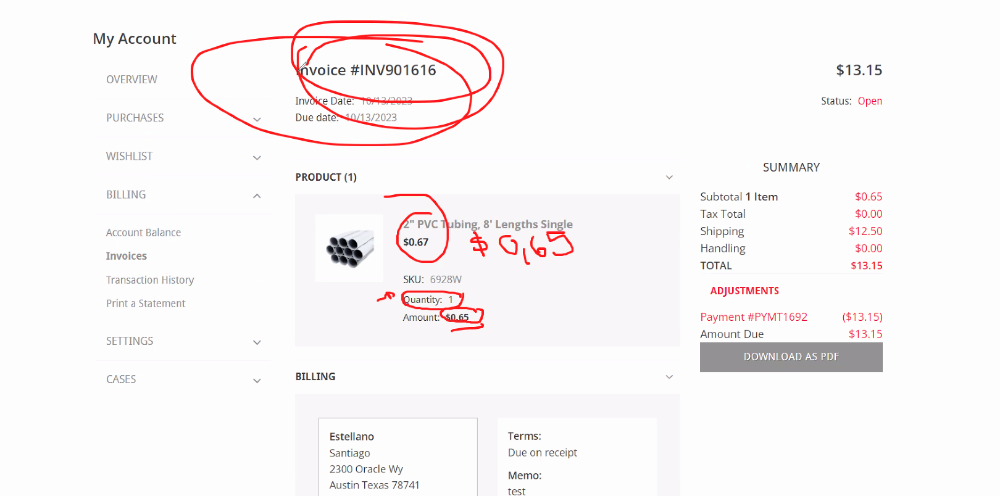 My Account
OVERVIEW
PURCHASES
WISHLIST
BILLING
Account Balance
Invoices
Transaction History
Print a Statement
SETTINGS
CASES
Invoice #INV901616
$13.15
Invoice Date: 10/13/2023
Status: Open
Due date: 10/13/2023
PRODUCT (1)
2" PVC Tubing, 8' Lengths Single
$0.67
$0,65
SKU: 6928W
Quantity: 1
Amount: $0.65
BILLING
Estellano
Santiago
2300 Oracle Wy
Austin Texas 78741
Terms:
Due on receipt
Memo:
test
SUMMARY
Subtotal 1 Item $0.65
Tax Total $0.00
Shipping $12.50
Handling $0.00
TOTAL $13.15
ADJUSTMENTS
Payment #PYMT1692 ($13.15)
Amount Due $13.15
DOWNLOAD AS PDF